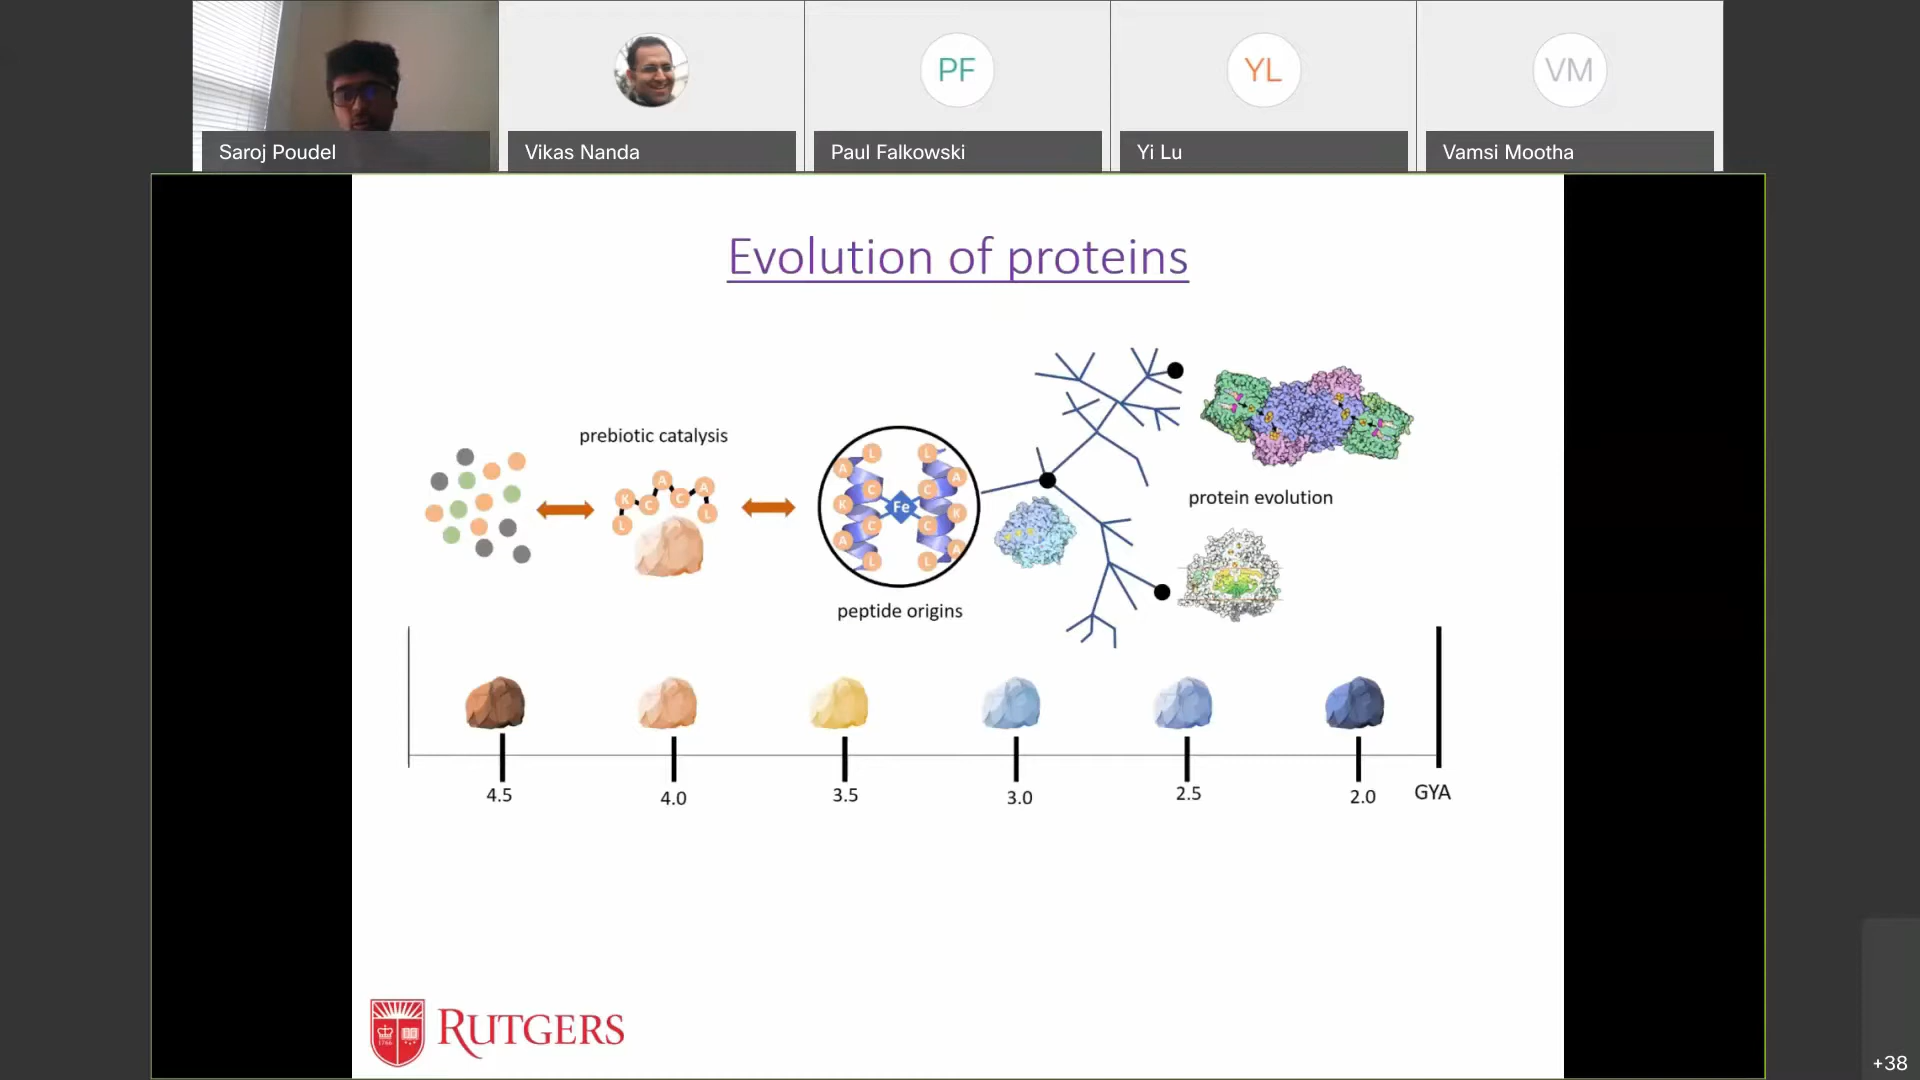 PF
YL
VM
Saroj Poudel
Vikas Nanda
Paul Falkowski
Yi Lu
Vamsi Mootha
Evolution of proteins
prebiotic catalysis
L K C A C A L
A L C K C A L
Fe
L A C K C A L
peptide origins
protein evolution
4.5
4.0
3.5
3.0
2.5
2.0
GYA
1766
RUTGERS
+38